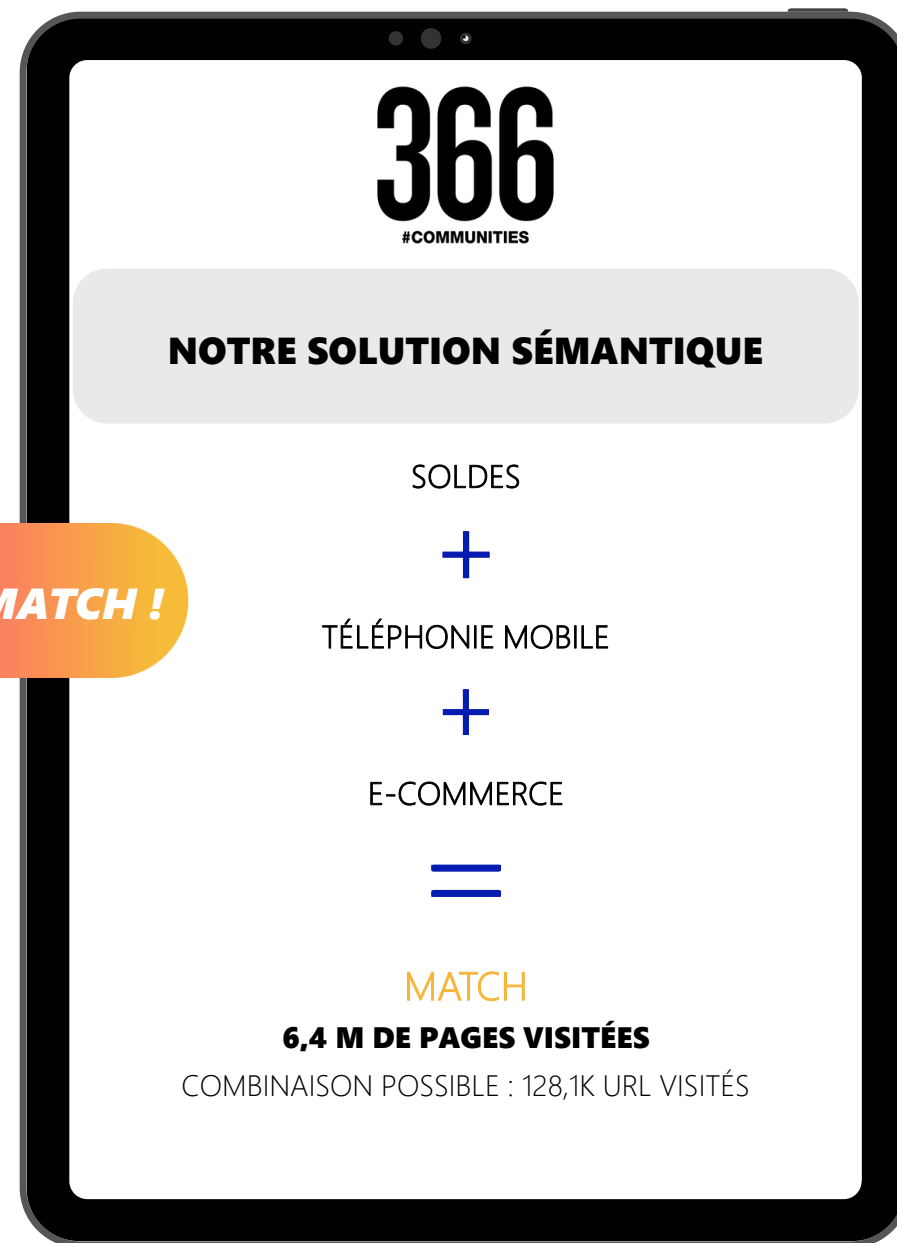 366
#COMMUNITIES
NOTRE SOLUTION SÉMANTIQUE
SOLDES
+
MATCH !
TÉLÉPHONIE MOBILE
+
E-COMMERCE
=
MATCH
6,4 M DE PAGES VISITÉES
COMBINAISON POSSIBLE : 128,1K URL VISITÉS